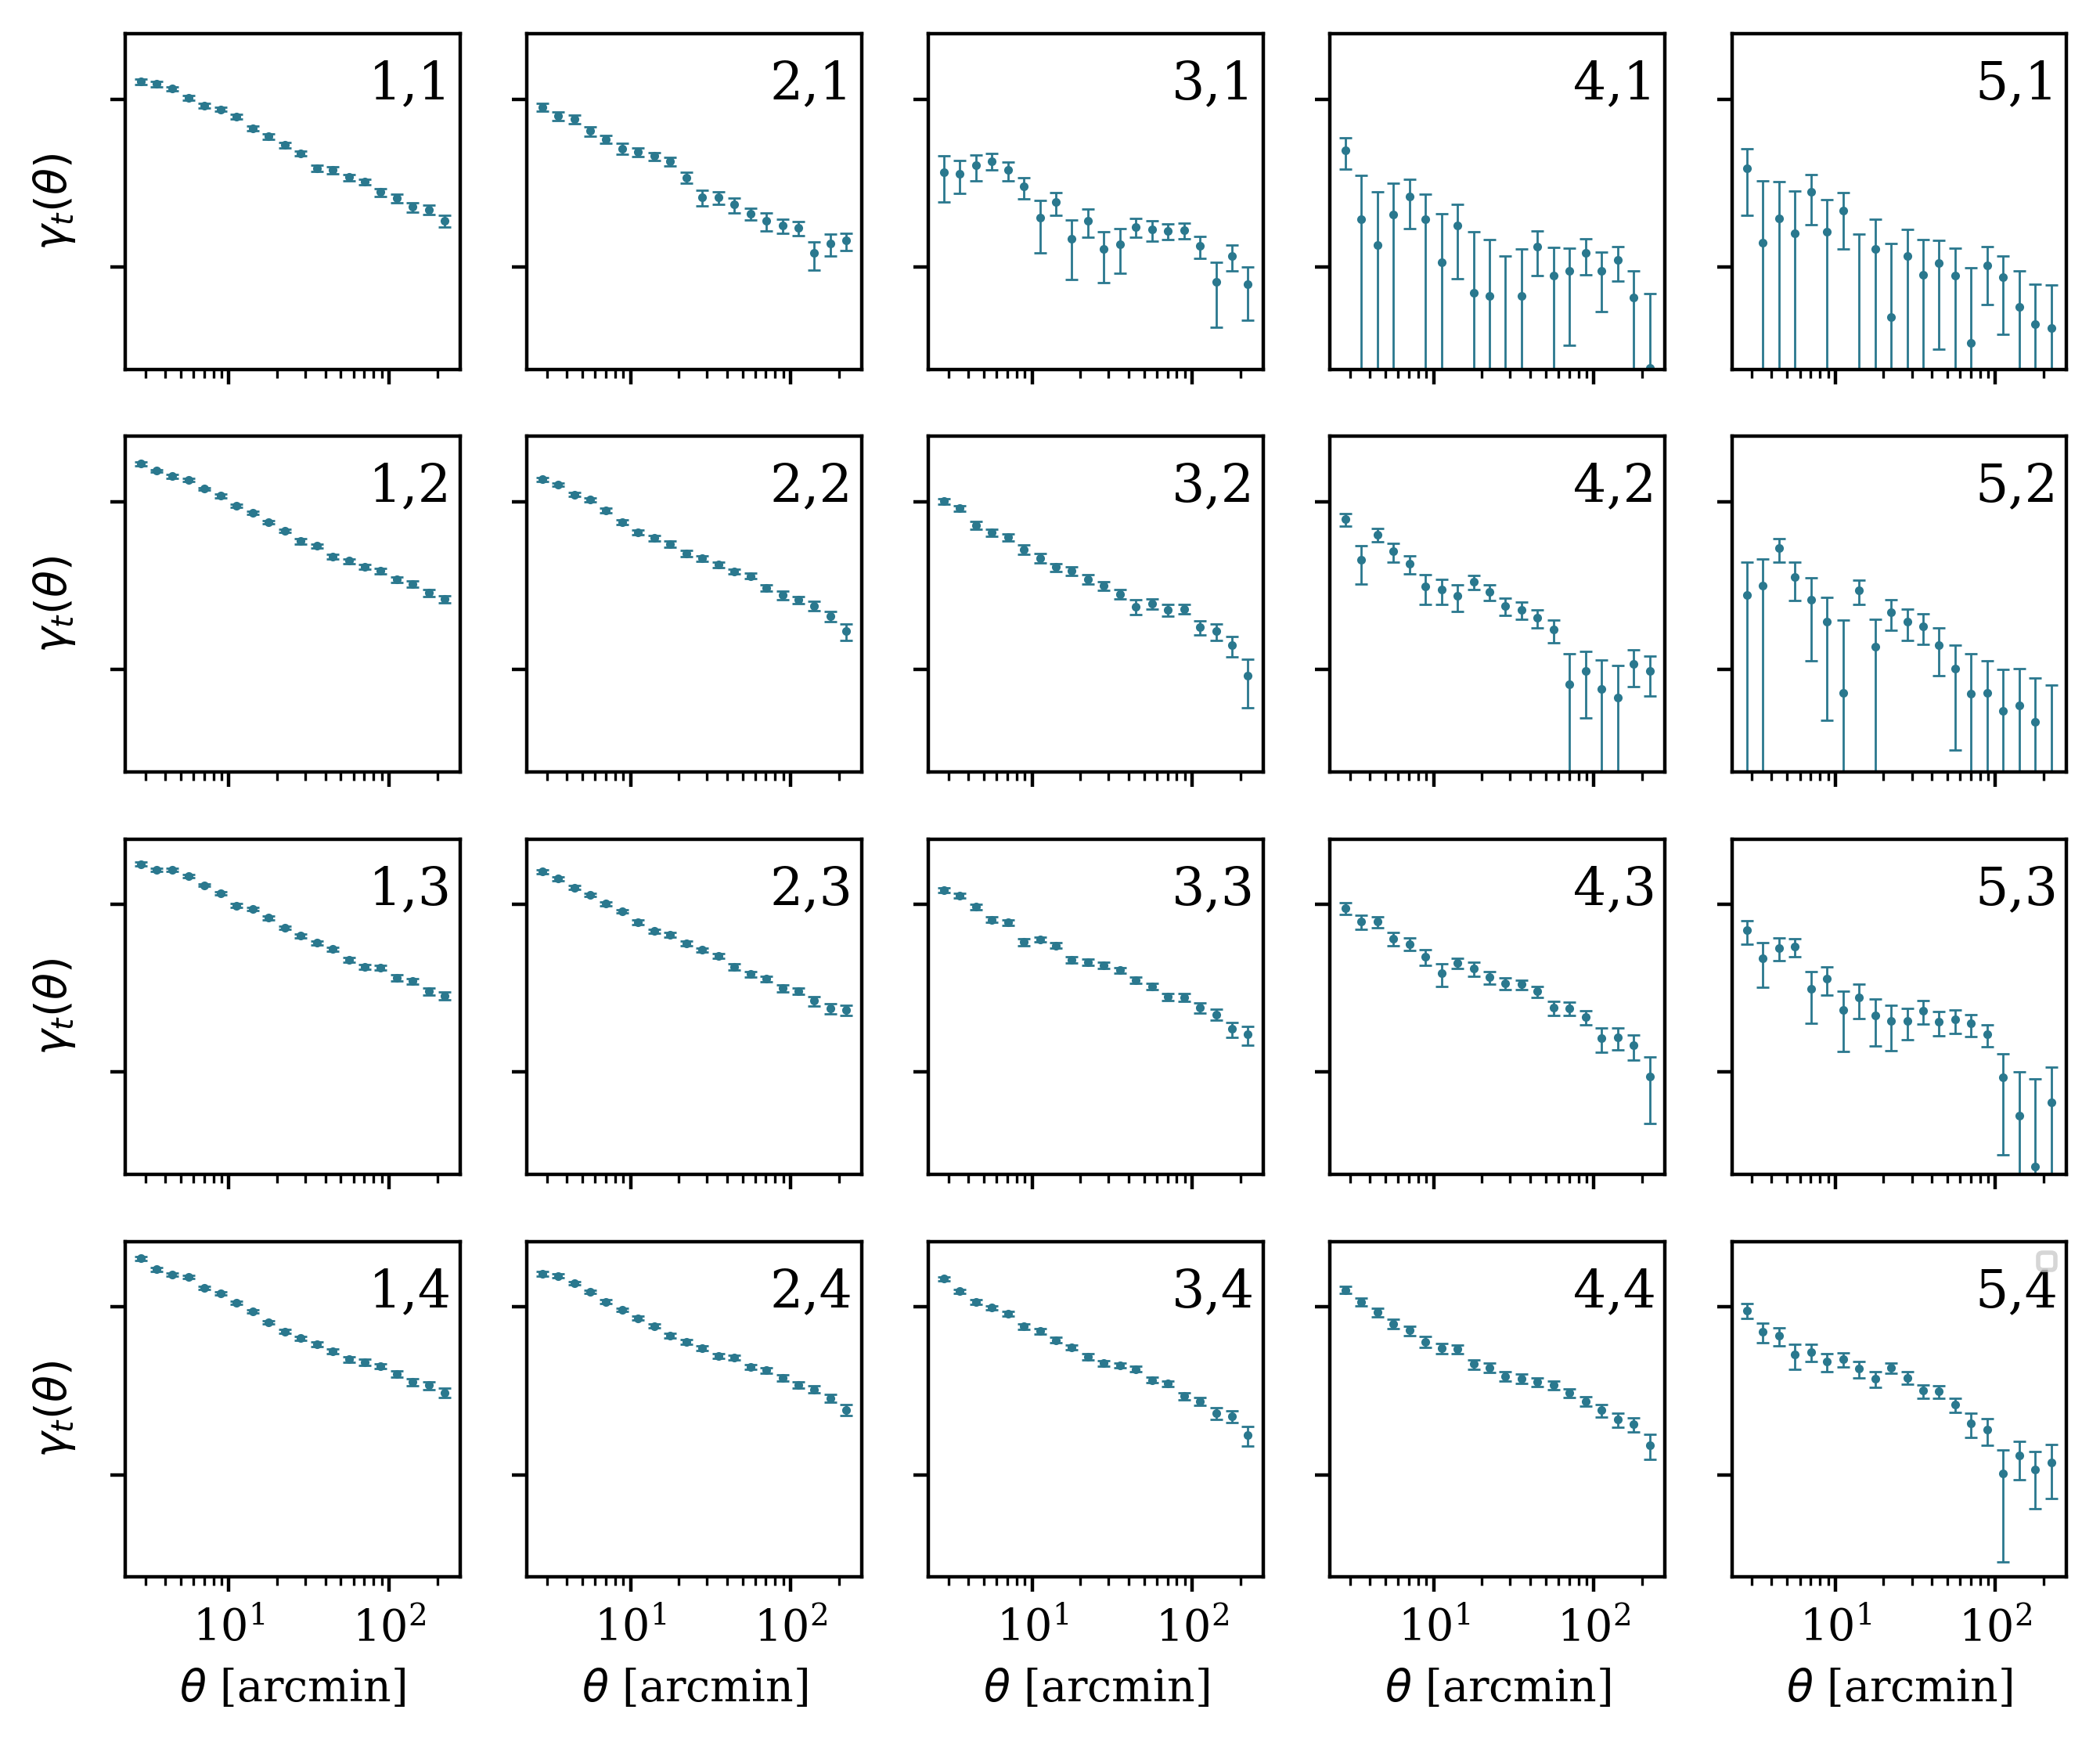 γt(θ) 1,1 2,1 3,1 4,1 5,1
γt(θ) 1,2 2,2 3,2 4,2 5,2
γt(θ) 1,3 2,3 3,3 4,3 5,3
γt(θ) 1,4 2,4 3,4 4,4 5,4
10¹ 10² 10¹ 10² 10¹ 10² 10¹ 10² 10¹ 10²
θ [arcmin] θ [arcmin] θ [arcmin] θ [arcmin] θ [arcmin]